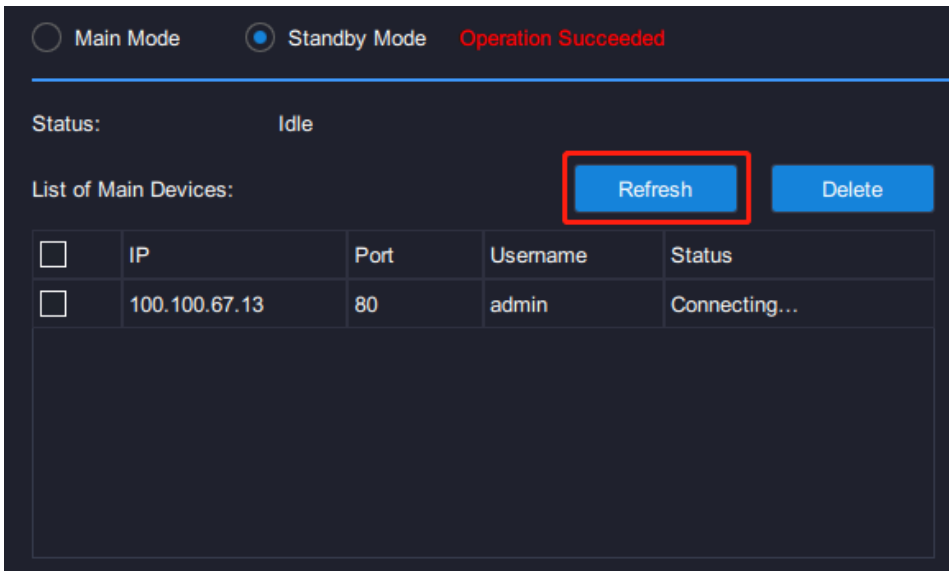 Main Mode Standby Mode Operation Succeeded
Status: Idle
List of Main Devices: Refresh Delete
IP Port Username Status
100.100.67.13 80 admin Connecting...